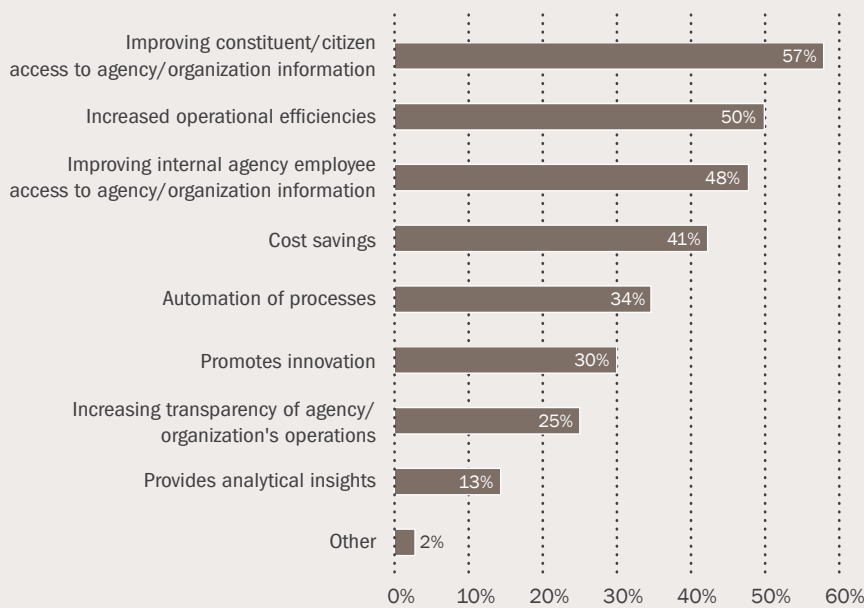 Improving constituent/citizen
access to agency/organization information
57%
Increased operational efficiencies
50%
Improving internal agency employee
access to agency/organization information
48%
Cost savings
41%
Automation of processes
34%
Promotes innovation
30%
Increasing transparency of agency/
organization's operations
25%
Provides analytical insights
13%
Other
2%
0% 10% 20% 30% 40% 50% 60%